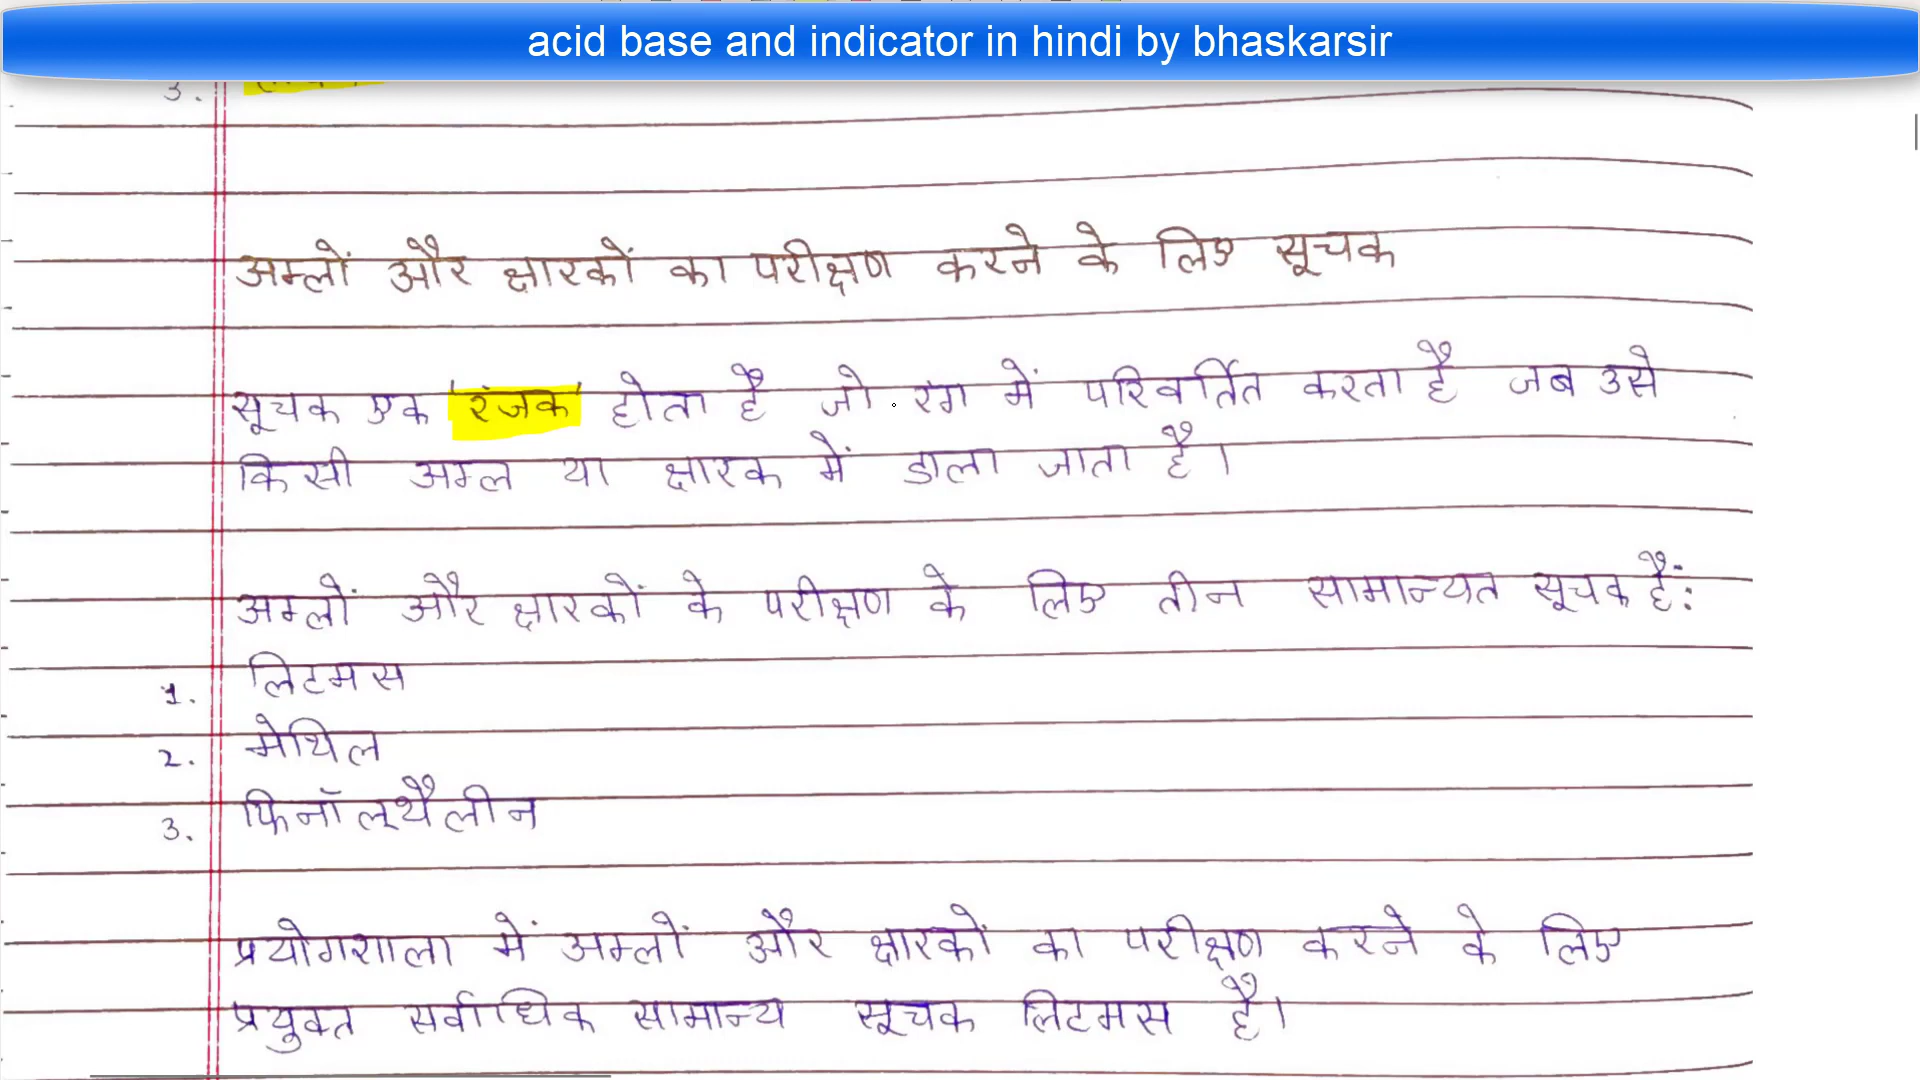 acid base and indicator in hindi by bhaskarsir
3.
अम्लों और क्षारकों का परीक्षण करने के लिए सूचक
सूचक एक 'रंजक' होता है जो रंग में परिवर्तित करता है जब उसे
किसी अम्ल या क्षारक में डाला जाता है।
अम्लों और क्षारकों के परीक्षण के लिए तीन सामान्यत सूचक हैं:
1. लिटमस
2. मेथिल
3. फिनॉल्थैलीन
प्रयोगशाला में अम्लों और क्षारकों का परीक्षण करने के लिए
प्रयुक्त सर्वाधिक सामान्य सूचक लिटमस है।